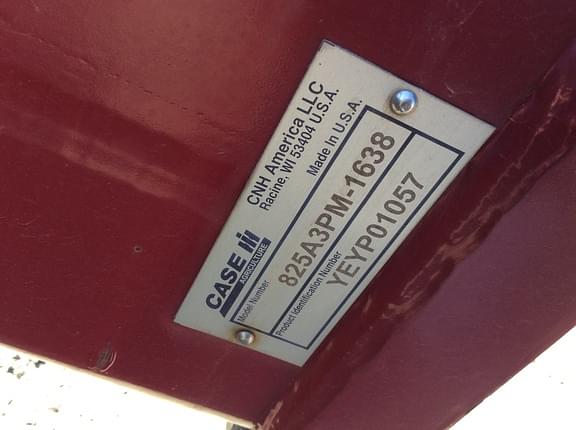 CNH America LLC
Racine, WI 53404 U.S.A.
Made In U.S.A.
CASE IH
AGRICULTURE
Model Number
825A3PM-1638
Product Identification Number
YEYP01057